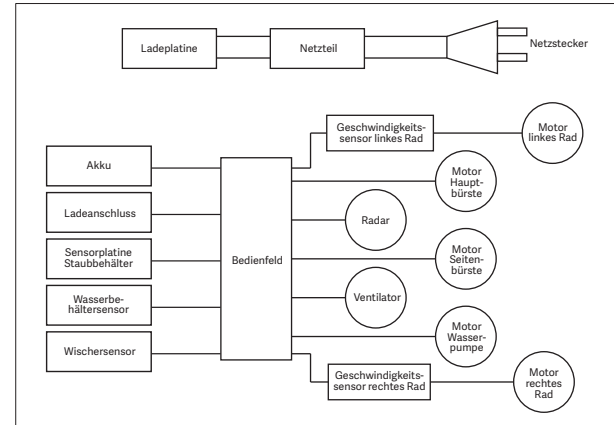 Ladeplatine
Netzteil
Netzstecker
Geschwindigkeits-
sensor linkes Rad
Motor
linkes Rad
Akku
Motor
Haupt-
bürste
Ladeanschluss
Radar
Sensorplatine
Staubbehälter
Bedienfeld
Motor
Seiten-
bürste
Wasserbe-
hältersensor
Ventilator
Wischersensor
Motor
Wasser-
pumpe
Geschwindigkeits-
sensor rechtes Rad
Motor
rechtes
Rad